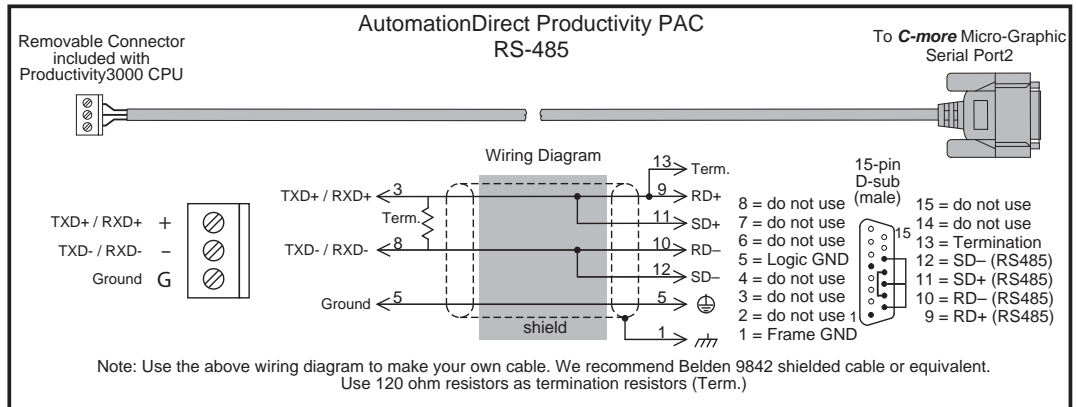 AutomationDirect Productivity PAC
RS-485
Removable Connector
included with
Productivity3000 CPU
To C-more Micro-Graphic
Serial Port2
Wiring Diagram
TXD+ / RXD+ +
TXD- / RXD- –
Ground G
TXD+ / RXD+ 3
Term.
TXD- / RXD- 8
Ground 5
shield
13 Term.
9 RD+
11 SD+
10 RD–
12 SD–
5
1
15-pin
D-sub
(male)
8 = do not use
7 = do not use
6 = do not use
5 = Logic GND
4 = do not use
3 = do not use
2 = do not use
1 = Frame GND
15
1
15 = do not use
14 = do not use
13 = Termination
12 = SD– (RS485)
11 = SD+ (RS485)
10 = RD– (RS485)
9 = RD+ (RS485)
Note: Use the above wiring diagram to make your own cable. We recommend Belden 9842 shielded cable or equivalent.
Use 120 ohm resistors as termination resistors (Term.)